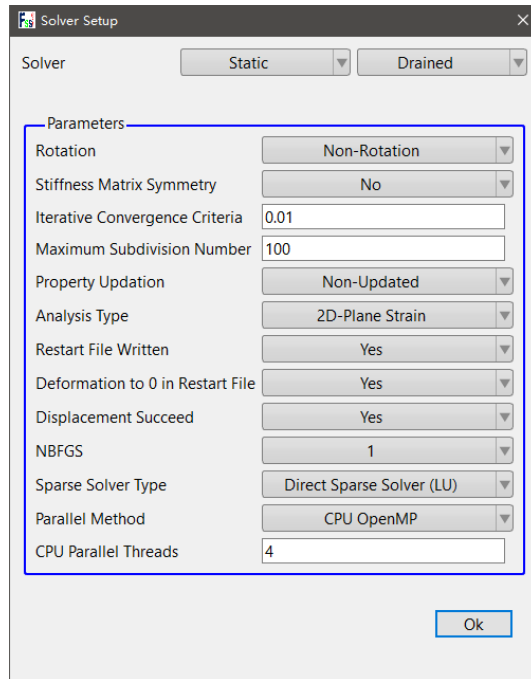 Solver Setup
Solver Static Drained
Parameters
Rotation Non-Rotation
Stiffness Matrix Symmetry No
Iterative Convergence Criteria 0.01
Maximum Subdivision Number 100
Property Updation Non-Updated
Analysis Type 2D-Plane Strain
Restart File Written Yes
Deformation to 0 in Restart File Yes
Displacement Succeed Yes
NBFGS 1
Sparse Solver Type Direct Sparse Solver (LU)
Parallel Method CPU OpenMP
CPU Parallel Threads 4
Ok